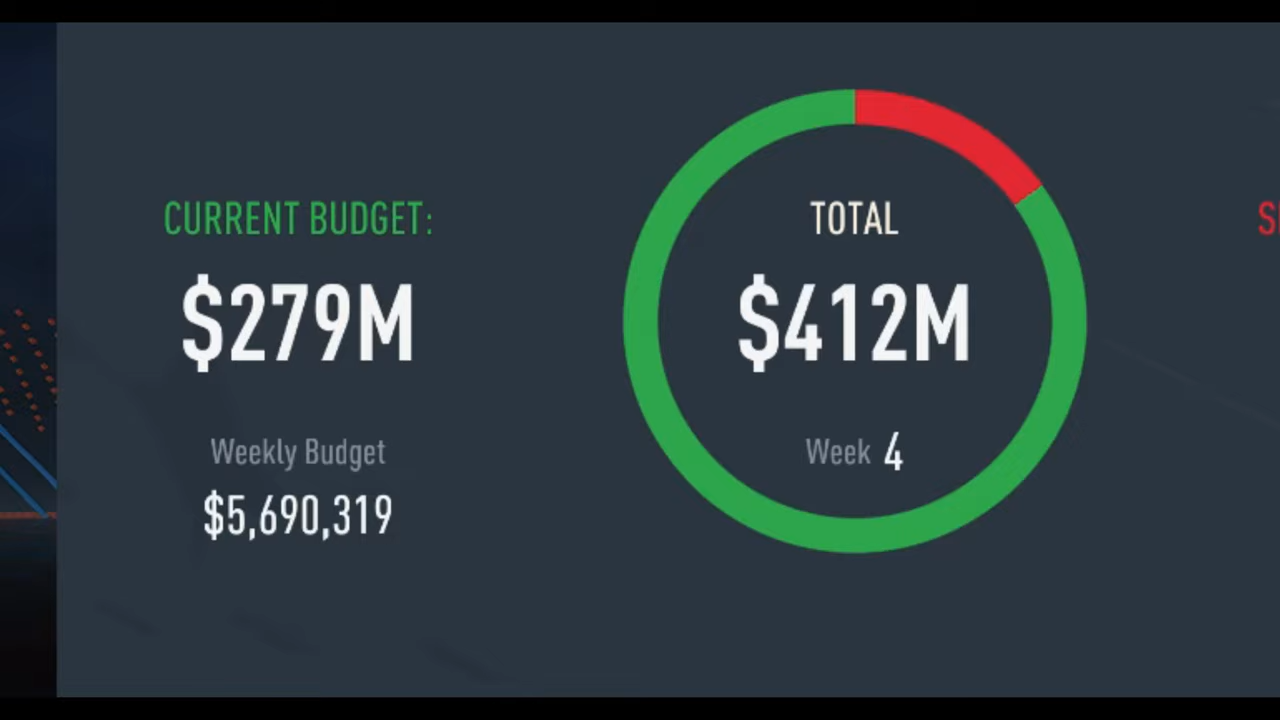 CURRENT BUDGET:
$279M
Weekly Budget
$5,690,319
TOTAL
$412M
Week 4